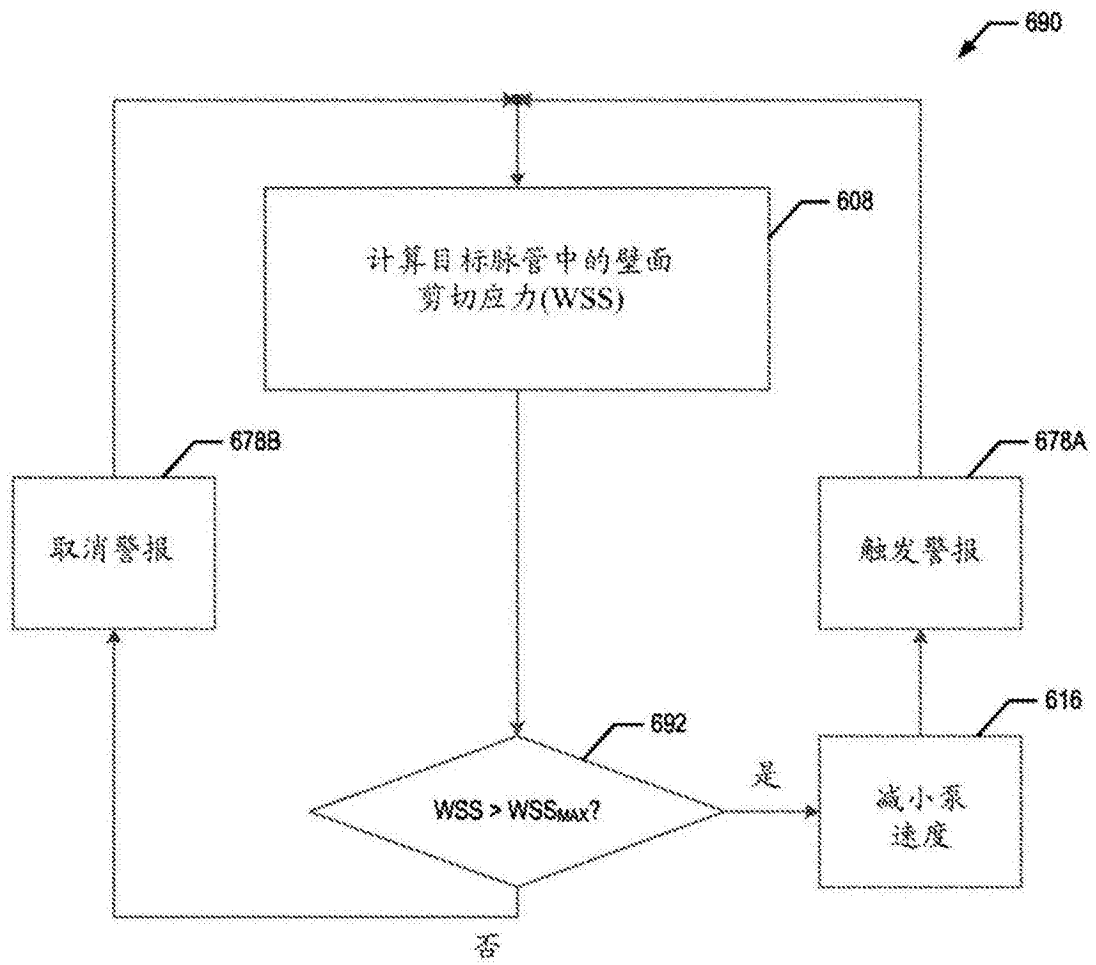 690
608
计算目标脉管中的壁面
剪切应力(WSS)
678B
取消警报
678A
触发警报
692
WSS > WSSMAX?
是
616
减小泵
速度
否